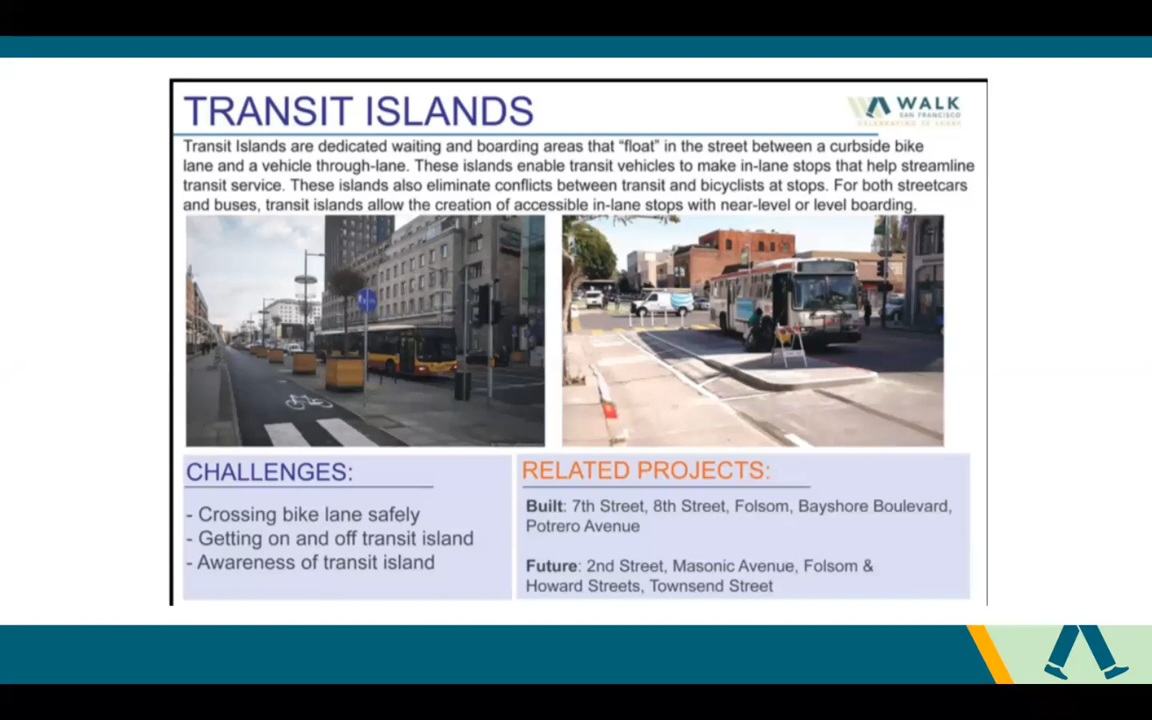 TRANSIT ISLANDS
WALK
SAN FRANCISCO
Transit Islands are dedicated waiting and boarding areas that “float” in the street between a curbside bike
lane and a vehicle through-lane. These islands enable transit vehicles to make in-lane stops that help streamline
transit service. These islands also eliminate conflicts between transit and bicyclists at stops. For both streetcars
and buses, transit islands allow the creation of accessible in-lane stops with near-level or level boarding.
CHALLENGES:
- Crossing bike lane safely
- Getting on and off transit island
- Awareness of transit island
RELATED PROJECTS:
Built: 7th Street, 8th Street, Folsom, Bayshore Boulevard,
Potrero Avenue
Future: 2nd Street, Masonic Avenue, Folsom &
Howard Streets, Townsend Street